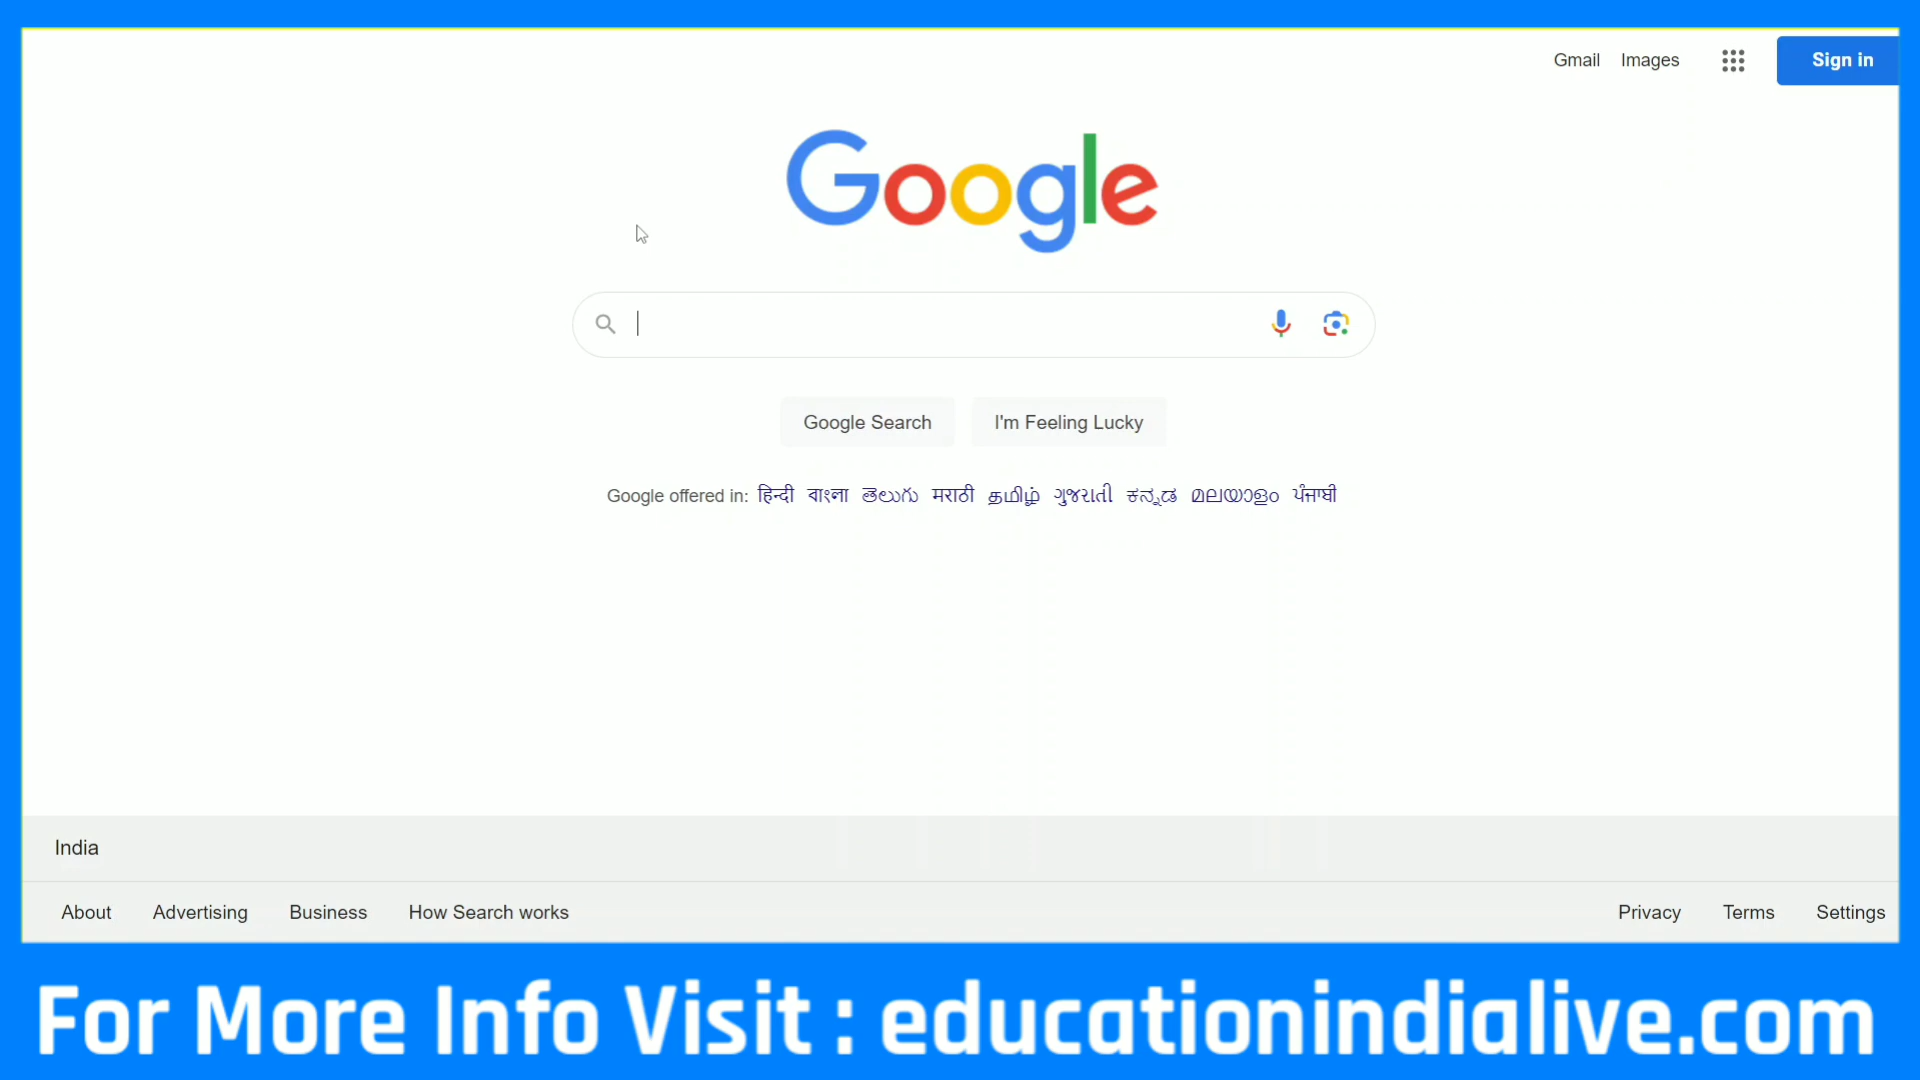 Gmail Images Sign in
Google
Google Search I'm Feeling Lucky
Google offered in: हिन्दी বাংলা తెలుగు मराठी தமிழ் ગુજરાતી ಕನ್ನಡ മലയാളം ਪੰਜਾਬੀ
India
About Advertising Business How Search works Privacy Terms Settings
For More Info Visit : educationindialive.com